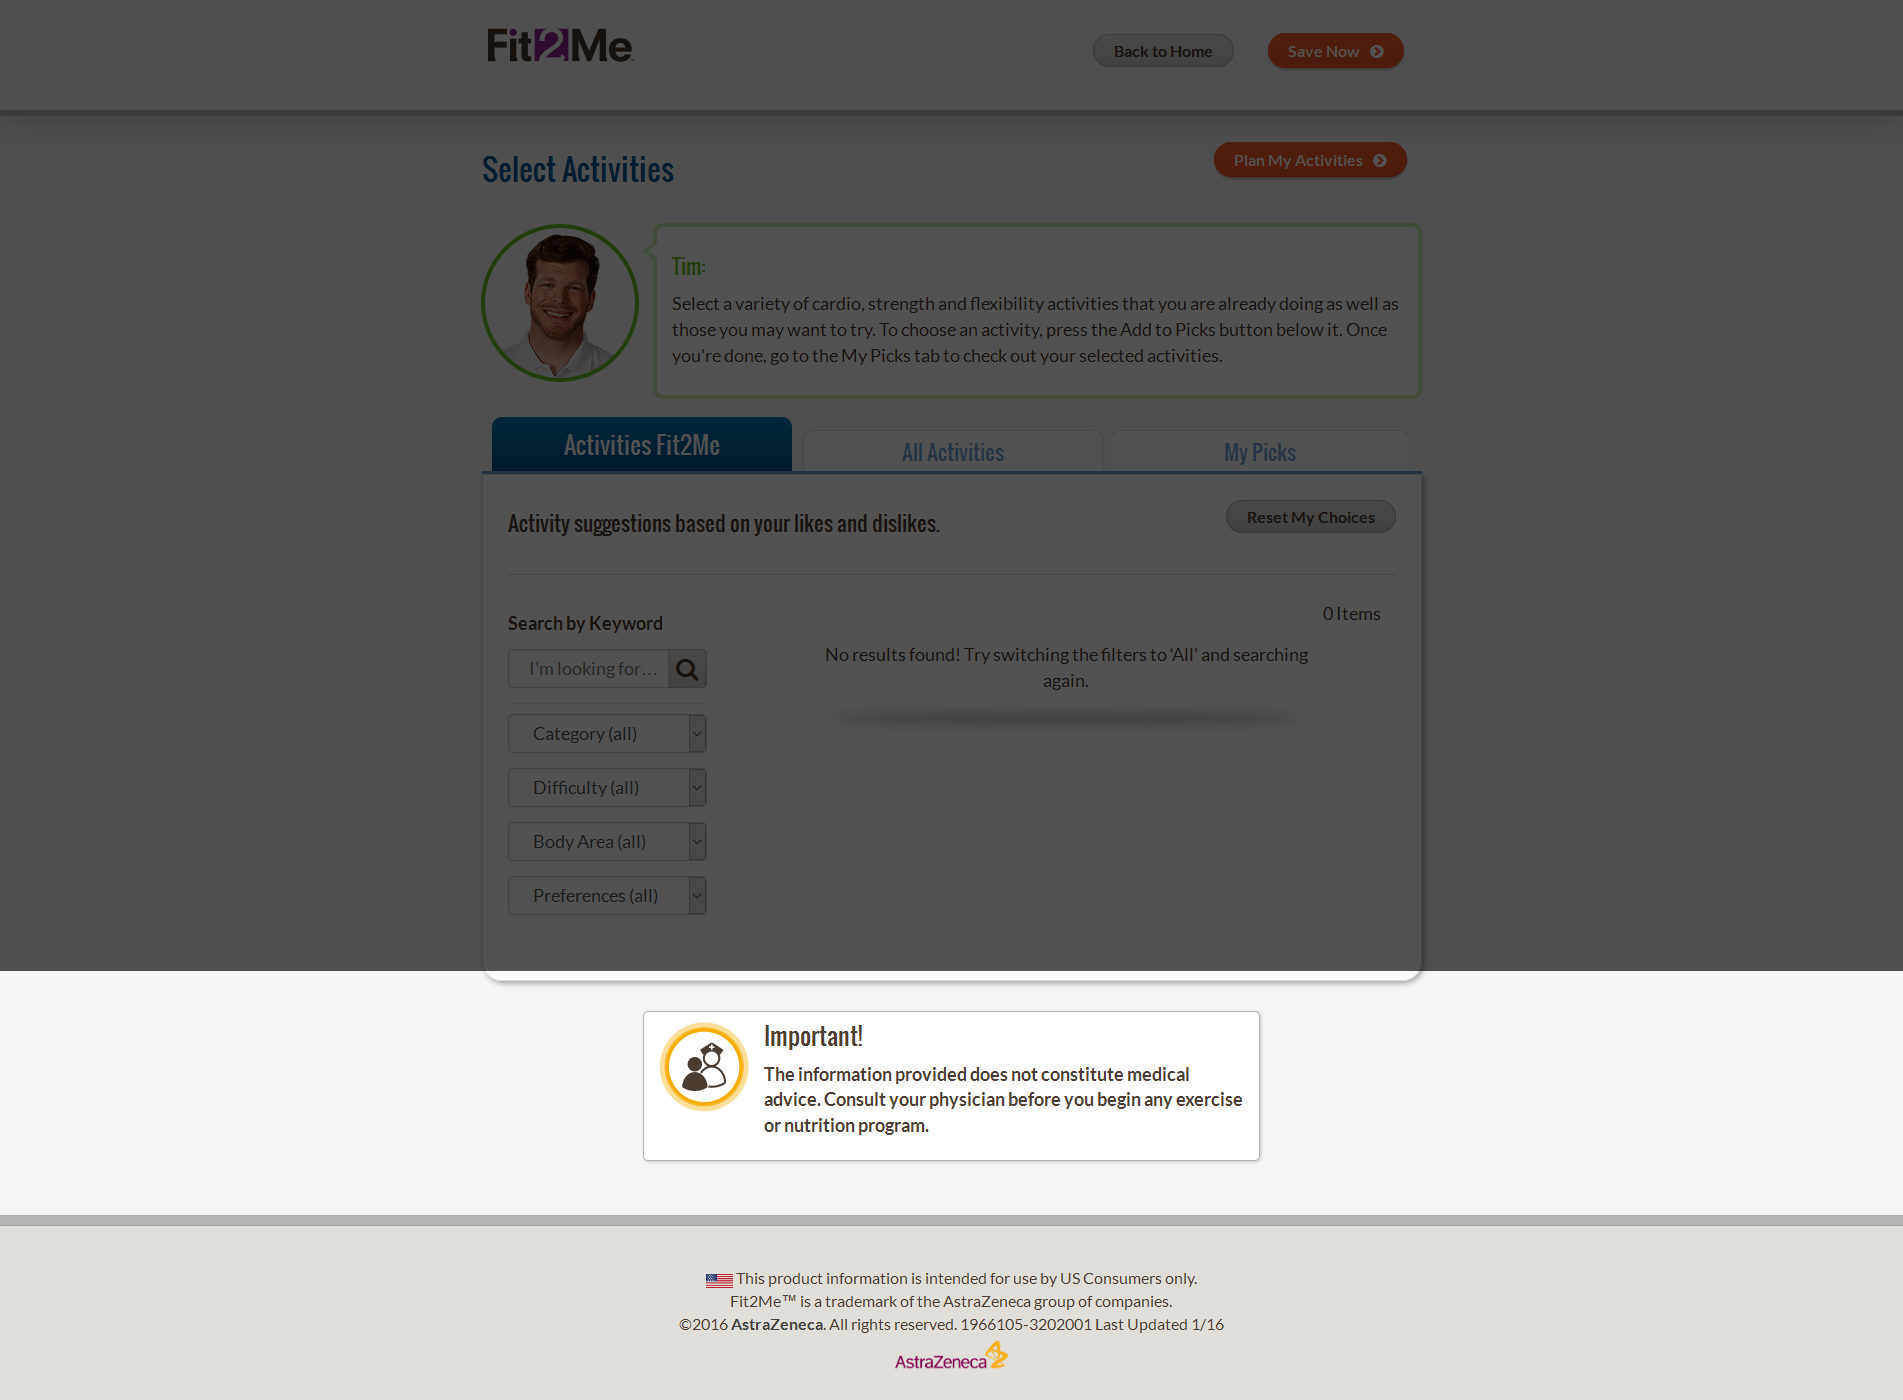 Fit2Me
Back to Home
Save Now
Select Activities
Plan My Activities
Tim:
Select a variety of cardio, strength and flexibility activities that you are already doing as well as
those you may want to try. To choose an activity, press the Add to Picks button below it. Once
you're done, go to the My Picks tab to check out your selected activities.
Activities Fit2Me
All Activities
My Picks
Activity suggestions based on your likes and dislikes.
Reset My Choices
Search by Keyword
0 Items
I'm looking for...
No results found! Try switching the filters to ‘All’ and searching
again.
Category (all)
Difficulty (all)
Body Area (all)
Preferences (all)
Important!
The information provided does not constitute medical
advice. Consult your physician before you begin any exercise
or nutrition program.
This product information is intended for use by US Consumers only.
Fit2Me™ is a trademark of the AstraZeneca group of companies.
©2016 AstraZeneca. All rights reserved. 1966105-3202001 Last Updated 1/16
AstraZeneca